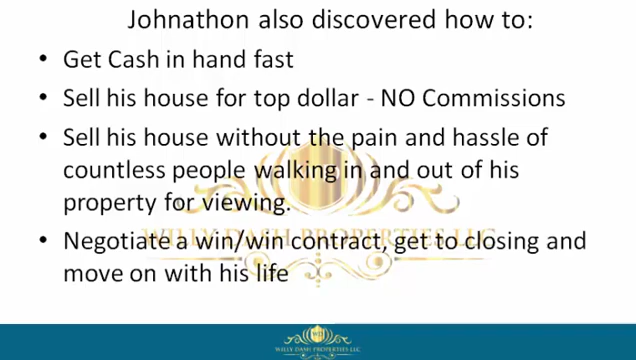 Johnathon also discovered how to:
• Get Cash in hand fast
• Sell his house for top dollar - NO Commissions
• Sell his house without the pain and hassle of
countless people walking in and out of his
property for viewing.
WILLY DASH PROPERTIES LLC
• Negotiate a win/win contract, get to closing and
move on with his life
WILLY DASH PROPERTIES LLC